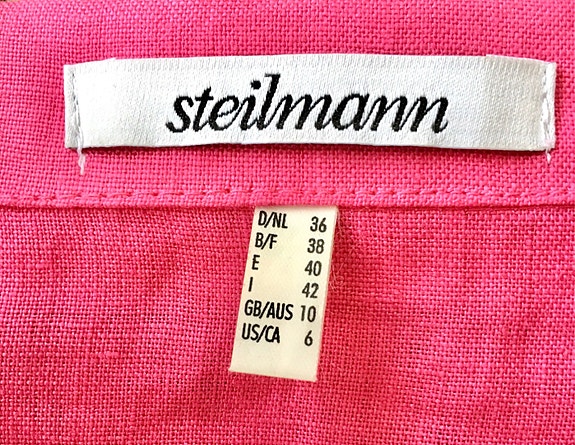 steilmann
D/NL 36
B/F 38
E 40
I 42
GB/AUS 10
US/CA 6